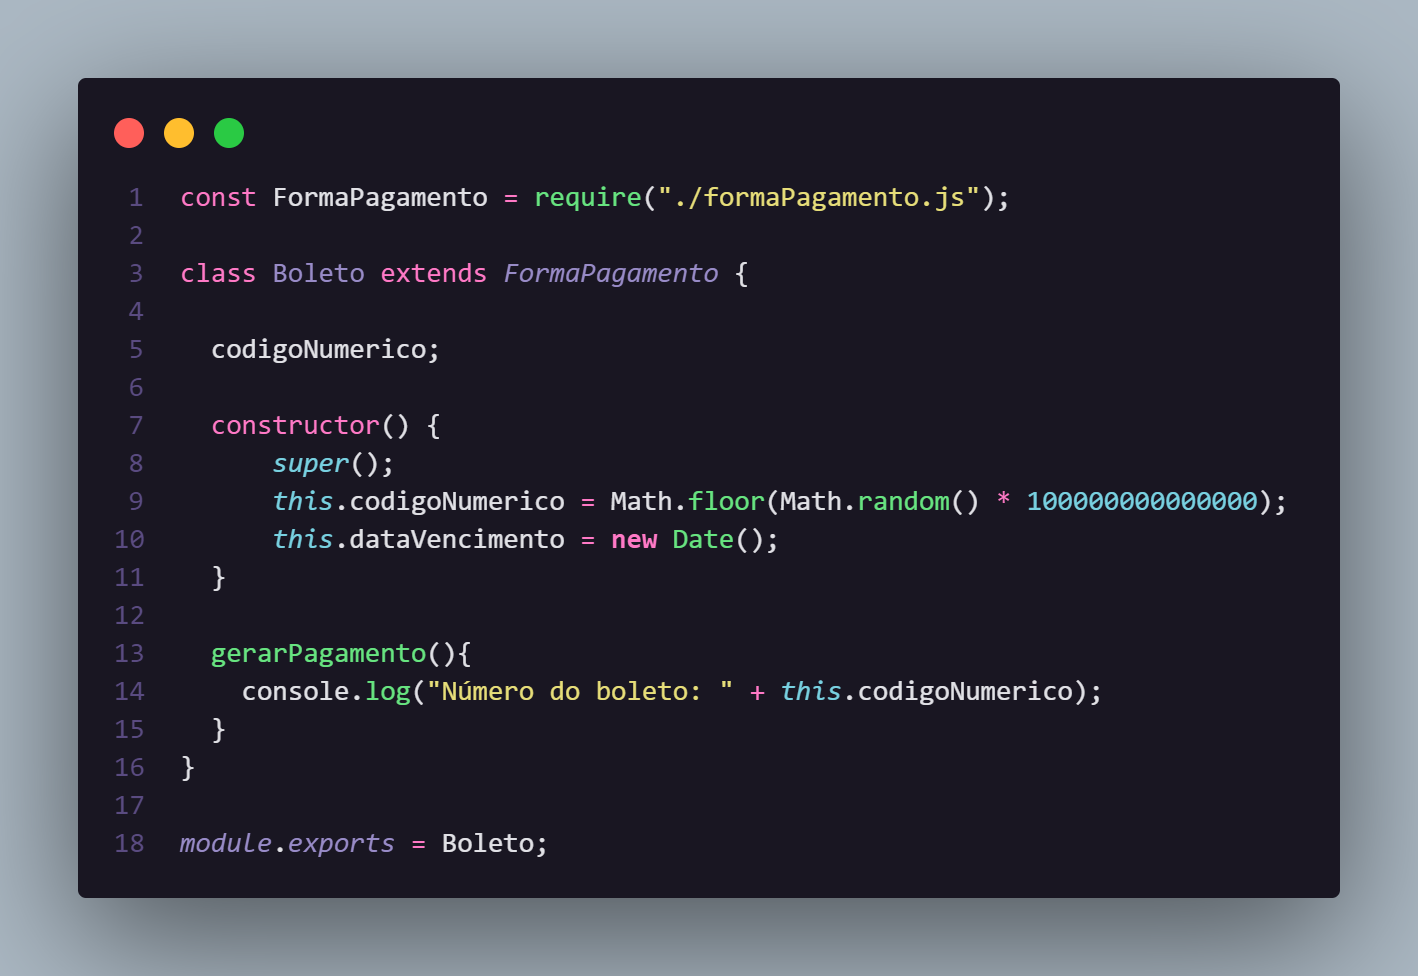 1 const FormaPagamento = require("./formaPagamento.js");
2
3 class Boleto extends FormaPagamento {
4
5 codigoNumerico;
6
7 constructor() {
8 super();
9 this.codigoNumerico = Math.floor(Math.random() * 100000000000000);
10 this.dataVencimento = new Date();
11 }
12
13 gerarPagamento(){
14 console.log("Número do boleto: " + this.codigoNumerico);
15 }
16 }
17
18 module.exports = Boleto;